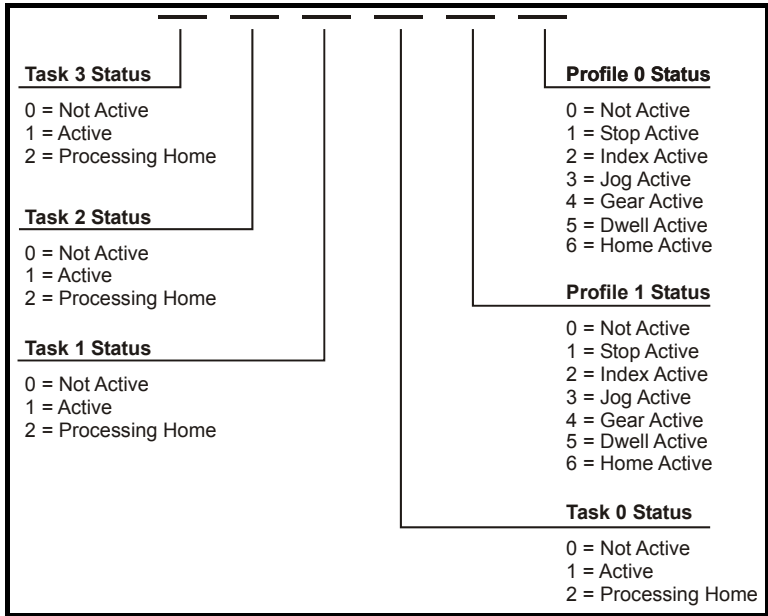 Task 3 Status
0 = Not Active
1 = Active
2 = Processing Home
Task 2 Status
0 = Not Active
1 = Active
2 = Processing Home
Task 1 Status
0 = Not Active
1 = Active
2 = Processing Home
Profile 0 Status
0 = Not Active
1 = Stop Active
2 = Index Active
3 = Jog Active
4 = Gear Active
5 = Dwell Active
6 = Home Active
Profile 1 Status
0 = Not Active
1 = Stop Active
2 = Index Active
3 = Jog Active
4 = Gear Active
5 = Dwell Active
6 = Home Active
Task 0 Status
0 = Not Active
1 = Active
2 = Processing Home